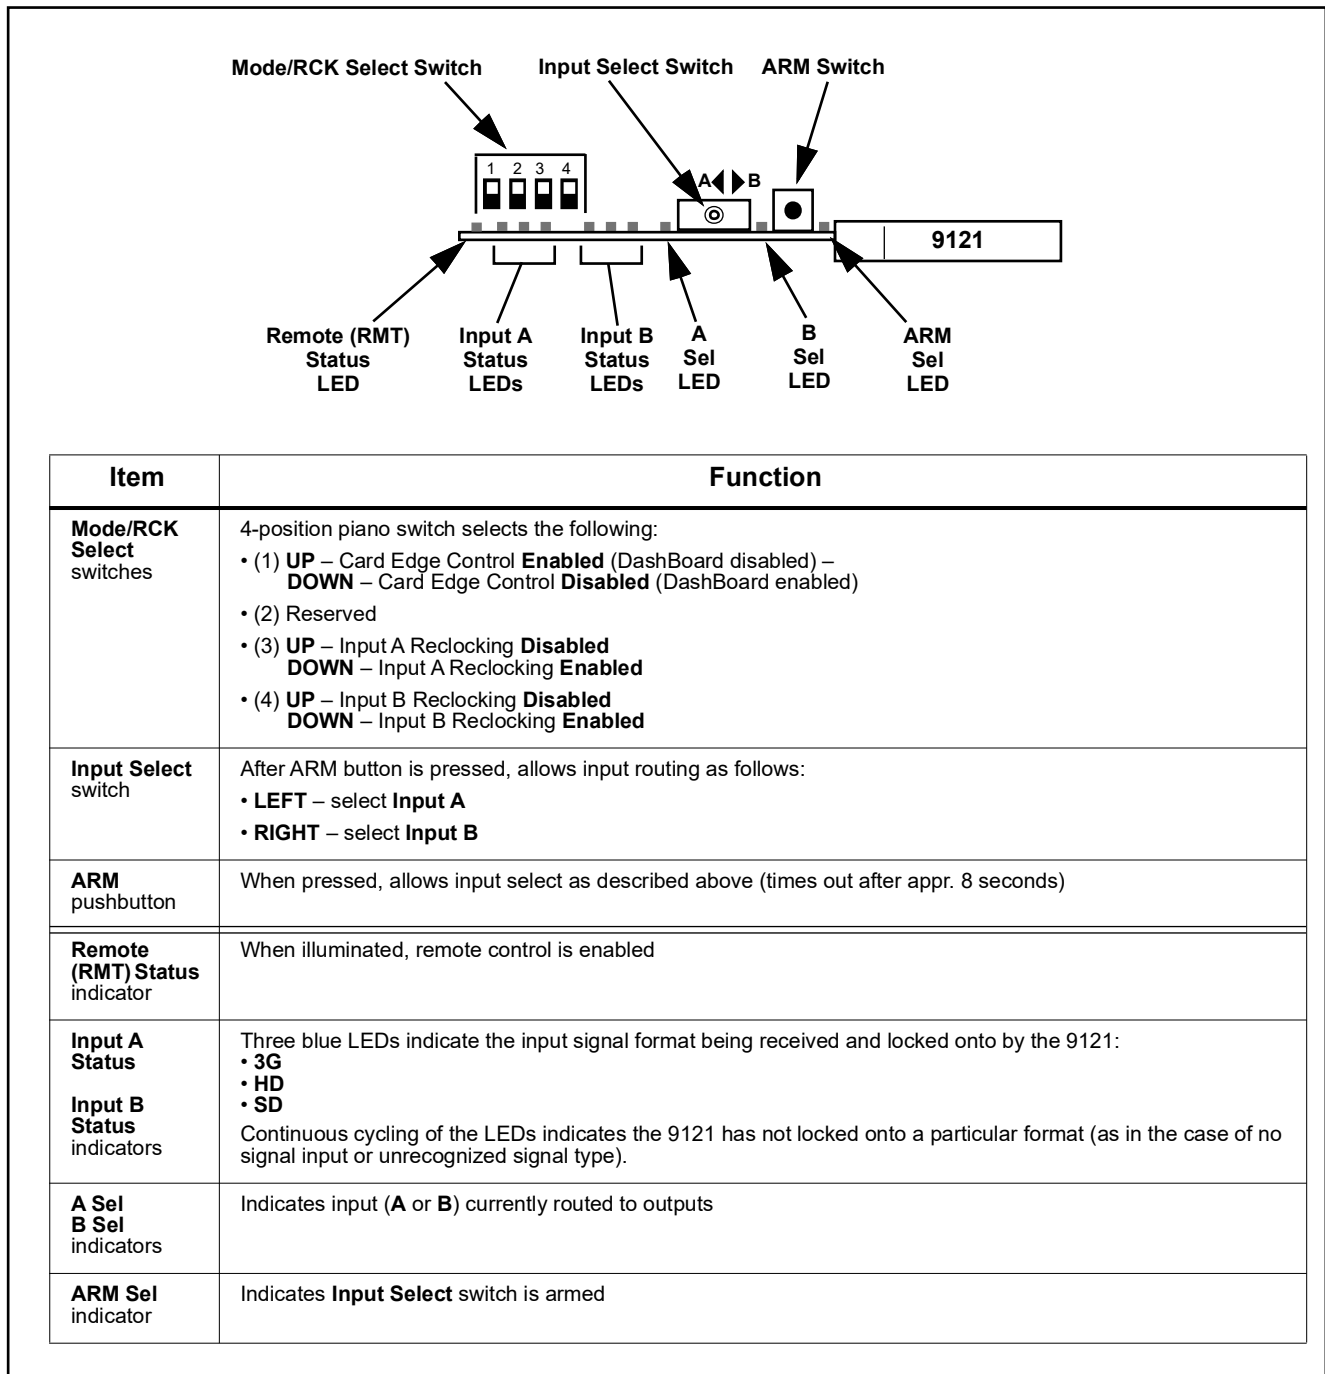 Mode/RCK Select Switch Input Select Switch ARM Switch
1 2 3 4
A B
9121
Remote (RMT) Status LED
Input A Status LEDs
Input B Status LEDs
A Sel LED
B Sel LED
ARM Sel LED
Item Function
Mode/RCK Select switches
4-position piano switch selects the following:
• (1) UP – Card Edge Control Enabled (DashBoard disabled) –
DOWN – Card Edge Control Disabled (DashBoard enabled)
• (2) Reserved
• (3) UP – Input A Reclocking Disabled
DOWN – Input A Reclocking Enabled
• (4) UP – Input B Reclocking Disabled
DOWN – Input B Reclocking Enabled
Input Select switch
After ARM button is pressed, allows input routing as follows:
• LEFT – select Input A
• RIGHT – select Input B
ARM pushbutton
When pressed, allows input select as described above (times out after appr. 8 seconds)
Remote (RMT) Status indicator
When illuminated, remote control is enabled
Input A Status
Input B Status indicators
Three blue LEDs indicate the input signal format being received and locked onto by the 9121:
• 3G
• HD
• SD
Continuous cycling of the LEDs indicates the 9121 has not locked onto a particular format (as in the case of no
signal input or unrecognized signal type).
A Sel
B Sel
indicators
Indicates input (A or B) currently routed to outputs
ARM Sel indicator
Indicates Input Select switch is armed